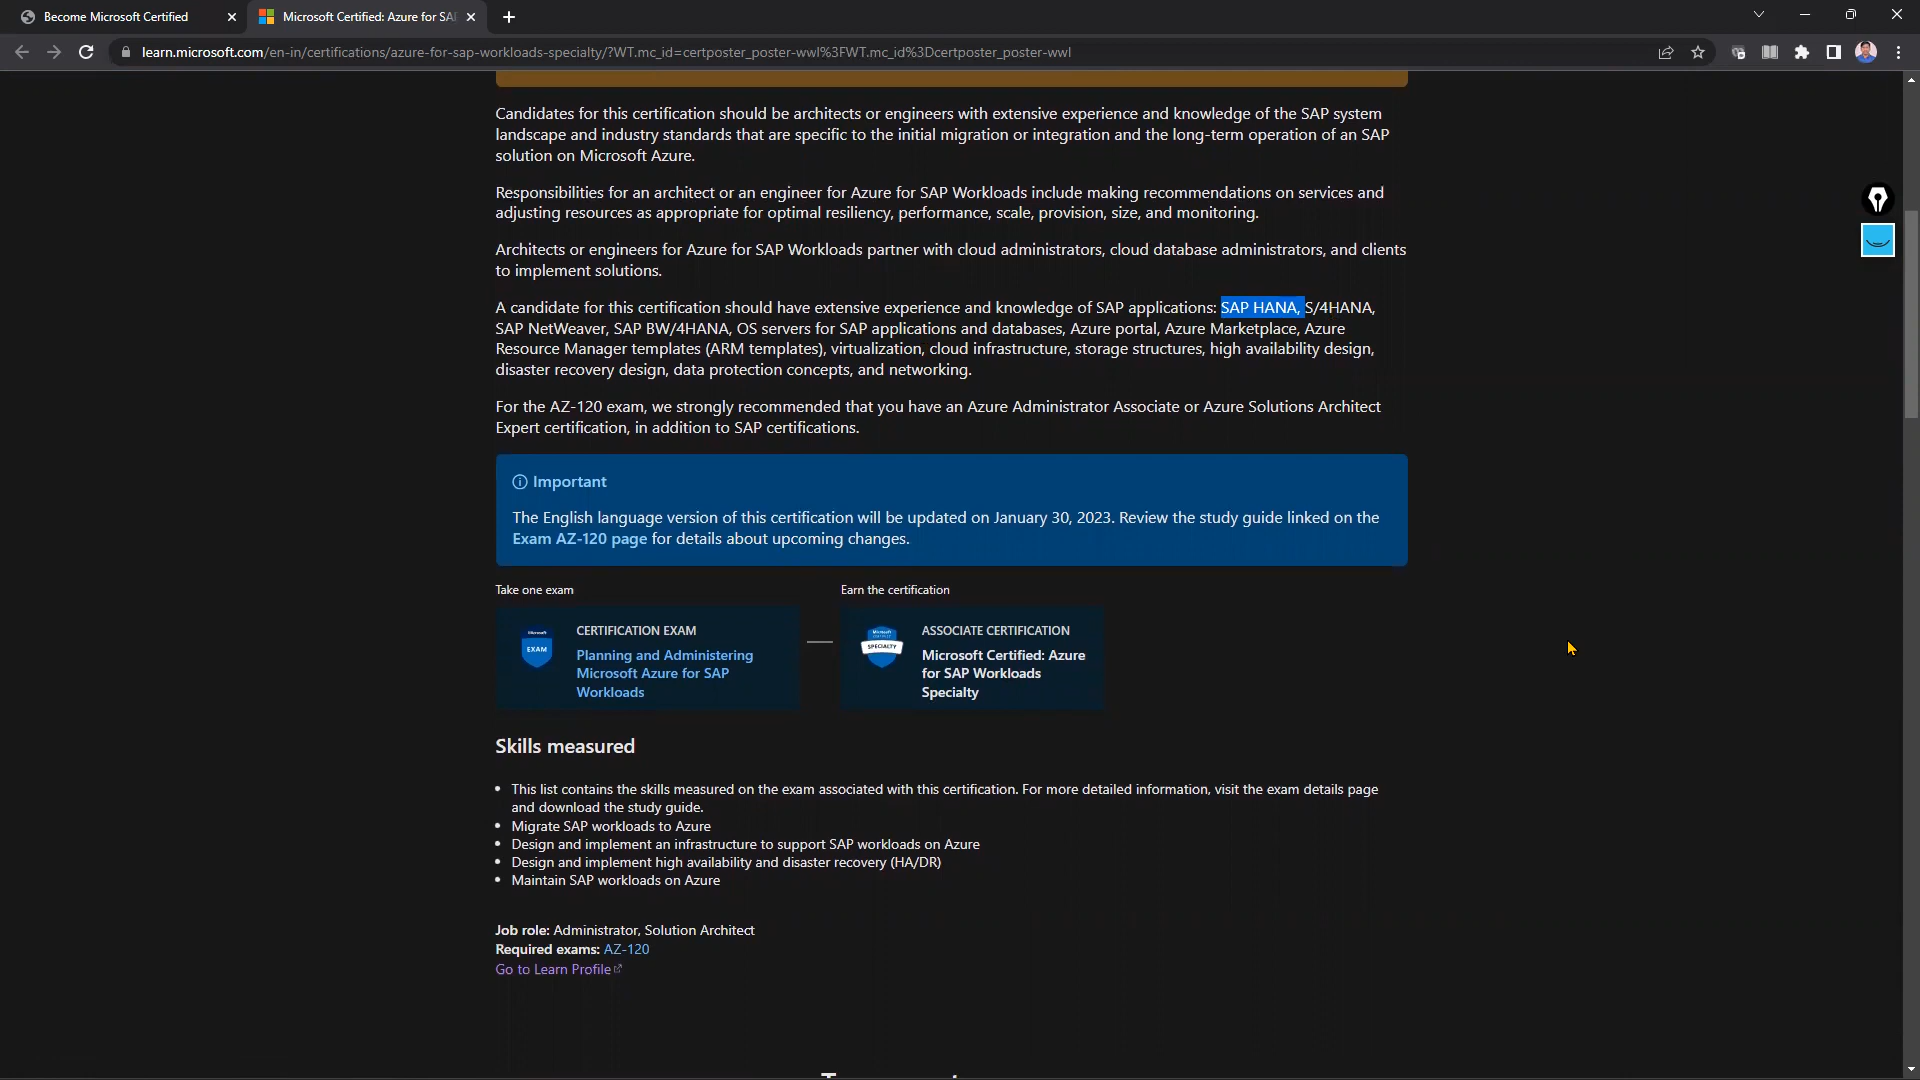 Become Microsoft Certified
Microsoft Certified: Azure for SA
learn.microsoft.com/en-in/certifications/azure-for-sap-workloads-specialty/?WT.mc_id=certposter_poster-wwl%3FWT.mc_id%3Dcertposter_poster-wwl
Candidates for this certification should be architects or engineers with extensive experience and knowledge of the SAP system
landscape and industry standards that are specific to the initial migration or integration and the long-term operation of an SAP
solution on Microsoft Azure.
Responsibilities for an architect or an engineer for Azure for SAP Workloads include making recommendations on services and
adjusting resources as appropriate for optimal resiliency, performance, scale, provision, size, and monitoring.
Architects or engineers for Azure for SAP Workloads partner with cloud administrators, cloud database administrators, and clients
to implement solutions.
A candidate for this certification should have extensive experience and knowledge of SAP applications: SAP HANA, S/4HANA,
SAP NetWeaver, SAP BW/4HANA, OS servers for SAP applications and databases, Azure portal, Azure Marketplace, Azure
Resource Manager templates (ARM templates), virtualization, cloud infrastructure, storage structures, high availability design,
disaster recovery design, data protection concepts, and networking.
For the AZ-120 exam, we strongly recommended that you have an Azure Administrator Associate or Azure Solutions Architect
Expert certification, in addition to SAP certifications.
Important
The English language version of this certification will be updated on January 30, 2023. Review the study guide linked on the
Exam AZ-120 page for details about upcoming changes.
Take one exam
Earn the certification
Microsoft
EXAM
CERTIFICATION EXAM
Planning and Administering
Microsoft Azure for SAP
Workloads
Microsoft
SPECIALTY
ASSOCIATE CERTIFICATION
Microsoft Certified: Azure
for SAP Workloads
Specialty
Skills measured
• This list contains the skills measured on the exam associated with this certification. For more detailed information, visit the exam details page
and download the study guide.
• Migrate SAP workloads to Azure
• Design and implement an infrastructure to support SAP workloads on Azure
• Design and implement high availability and disaster recovery (HA/DR)
• Maintain SAP workloads on Azure
Job role: Administrator, Solution Architect
Required exams: AZ-120
Go to Learn Profile